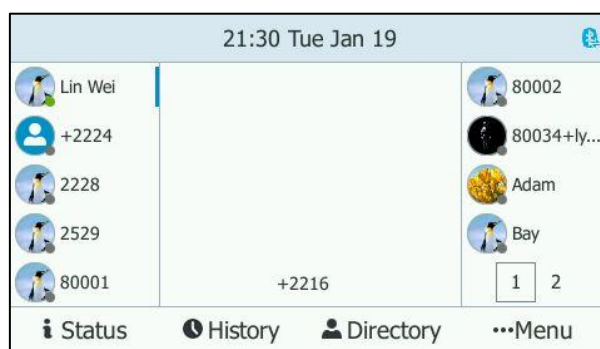 21:30 Tue Jan 19
Lin Wei
+2224
2228
2529
80001
+2216
80002
80034+ly...
Adam
Bay
1 2
Status History Directory •••Menu